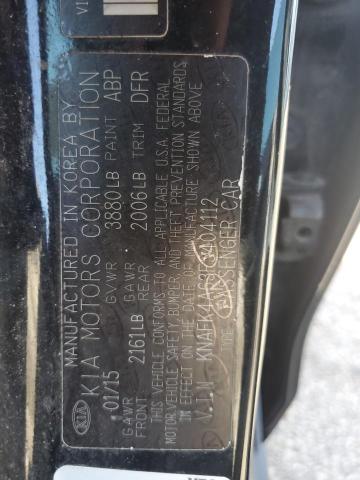 MANUFACTURED IN KOREA BY
KIA MOTORS CORPORATION
KIA
01/15 GVWR 3880LB PAINT ABP
GAWR FRONT 2161LB GAWR REAR 2006LB TRIM DFR
THIS VEHICLE CONFORMS TO ALL APPLICABLE U.S.A. FEDERAL
MOTOR VEHICLE SAFETY, BUMPER, AND THEFT PREVENTION STANDARDS
IN EFFECT ON THE DATE OF MANUFACTURE SHOWN ABOVE
V.I.N
PASSENGER CAR